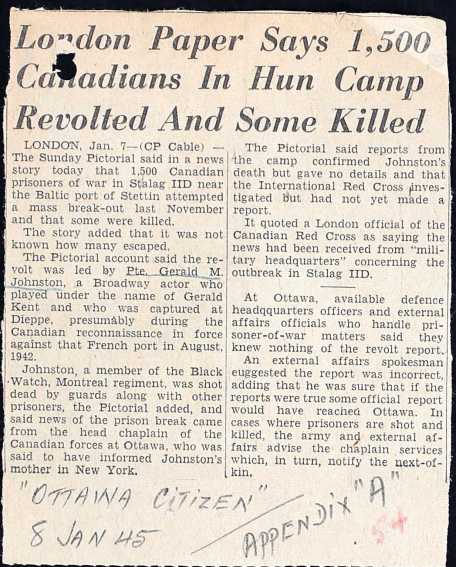 London Paper Says 1,500
Canadians In Hun Camp
Revolted And Some Killed
LONDON, Jan. 7—(CP Cable) —
The Sunday Pictorial said in a news
story today that 1,500 Canadian
prisoners of war in Stalag IID near
the Baltic port of Stettin attempted
a mass break-out last November
and that some were killed.
The story added that it was not
known how many escaped.
The Pictorial account said the re-
volt was led by Pte. Gerald M.
Johnston, a Broadway actor who
played under the name of Gerald
Kent and who was captured at
Dieppe, presumably during the
Canadian reconnaissance in force
against that French port in August,
1942.
Johnston, a member of the Black
Watch, Montreal regiment, was shot
dead by guards along with other
prisoners, the Pictorial added, and
said news of the prison break came
from the head chaplain of the
Canadian forces at Ottawa, who was
said to have informed Johnston's
mother in New York.
The Pictorial said reports from
the camp confirmed Johnston's
death but gave no details and that
the International Red Cross inves-
tigated but had not yet made a
report.
It quoted a London official of the
Canadian Red Cross as saying the
news had been received from "mili-
tary headquarters" concerning the
outbreak in Stalag IID.
At Ottawa, available defence
headqquarters officers and external
affairs officials who handle pri-
soner-of-war matters said they
knew nothing of the revolt report.
An external affairs spokesman
euggested the report was incorrect,
adding that he was sure that if the
reports were true some official report
would have reached Ottawa. In
cases where prisoners are shot and
killed, the army and external af-
fairs advise the chaplain services
which, in turn, notify the next-of-
kin.
"OTTAWA CITIZEN"
8 JAN 45
APPENDIX "A"
54